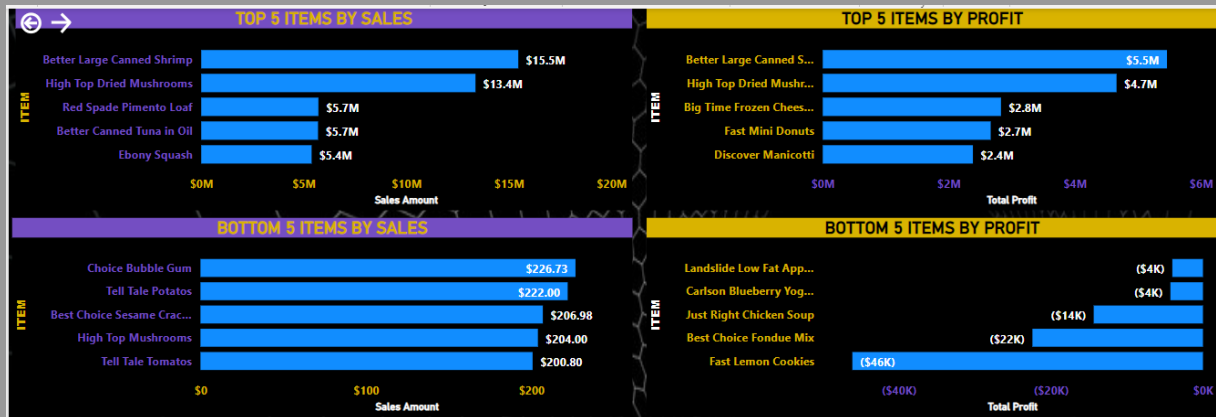 TOP 5 ITEMS BY SALES
ITEM
Better Large Canned Shrimp $15.5M
High Top Dried Mushrooms $13.4M
Red Spade Pimento Loaf $5.7M
Better Canned Tuna in Oil $5.7M
Ebony Squash $5.4M
$0M $5M $10M $15M $20M
Sales Amount
TOP 5 ITEMS BY PROFIT
ITEM
Better Large Canned S... $5.5M
High Top Dried Mushr... $4.7M
Big Time Frozen Chees... $2.8M
Fast Mini Donuts $2.7M
Discover Manicotti $2.4M
$0M $2M $4M $6M
Total Profit
BOTTOM 5 ITEMS BY SALES
ITEM
Choice Bubble Gum $226.73
Tell Tale Potatos $222.00
Best Choice Sesame Crac... $206.98
High Top Mushrooms $204.00
Tell Tale Tomatos $200.80
$0 $100 $200
Sales Amount
BOTTOM 5 ITEMS BY PROFIT
ITEM
Landslide Low Fat App... ($4K)
Carlson Blueberry Yog... ($4K)
Just Right Chicken Soup ($14K)
Best Choice Fondue Mix ($22K)
Fast Lemon Cookies ($46K)
($40K) ($20K) $0K
Total Profit